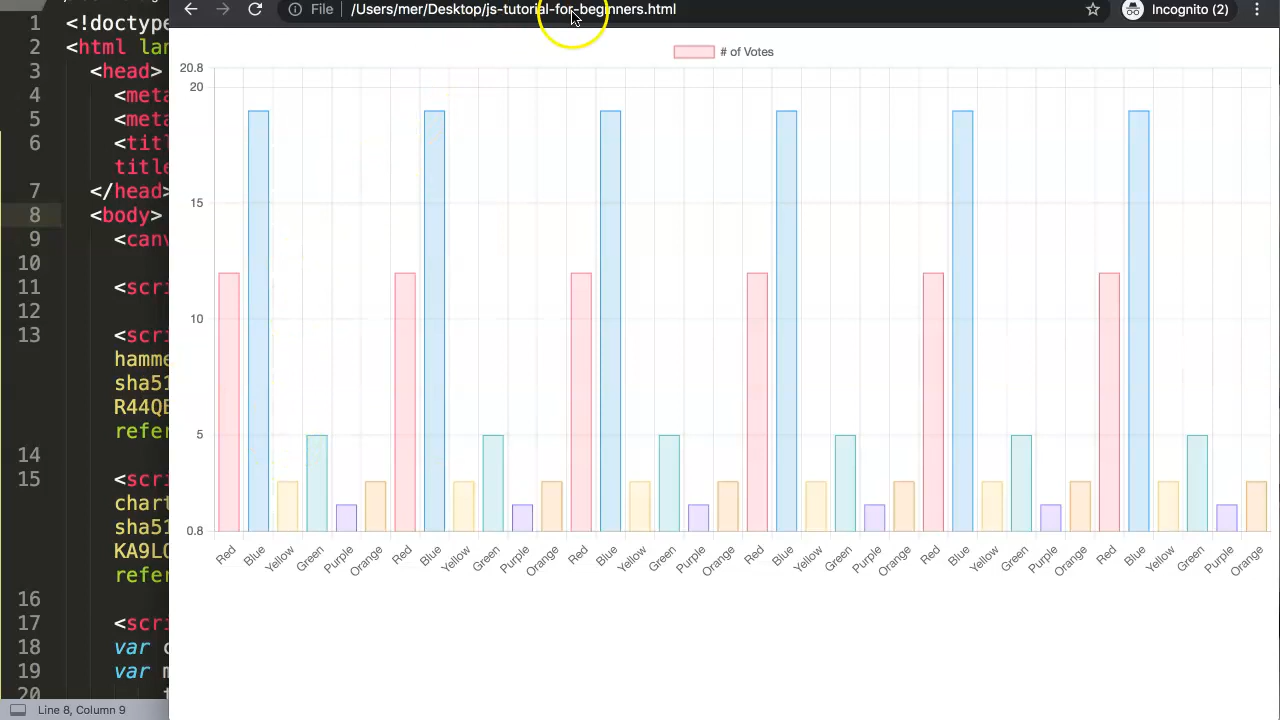 File /Users/mer/Desktop/js-tutorial-for-beginners.html Incognito (2)
1 <!doctype
2 <html lan
3 <head>
4 <meta
5 <meta
6 <titl
title
7 </head>
8 <body>
9 <canv
10
11 <scri
12
13 <scri
hamme
sha51
R44QE
refer
14
15 <scri
chart
sha51
KA9LO
refer
16
17 <scri
18 var c
19 var m
20 t
Line 8, Column 9
# of Votes
20.8
20
15
10
5
0.8
Red Blue Yellow Green Purple Orange Red Blue Yellow Green Purple Orange Red Blue Yellow Green Purple Orange Red Blue Yellow Green Purple Orange Red Blue Yellow Green Purple Orange Red Blue Yellow Green Purple Orange